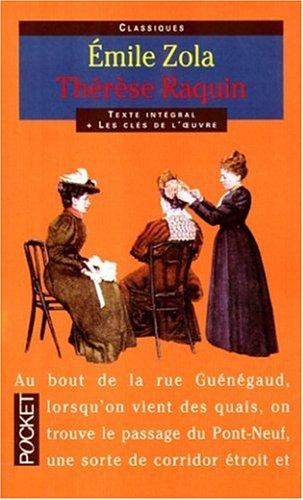 CLASSIQUES
Émile Zola
Thérèse Raquin
TEXTE INTÉGRAL
+ LES CLÉS DE L'ŒUVRE
Au bout de la rue Guénégaud,
lorsqu'on vient des quais, on
trouve le passage du Pont-Neuf,
une sorte de corridor étroit et
POCKET